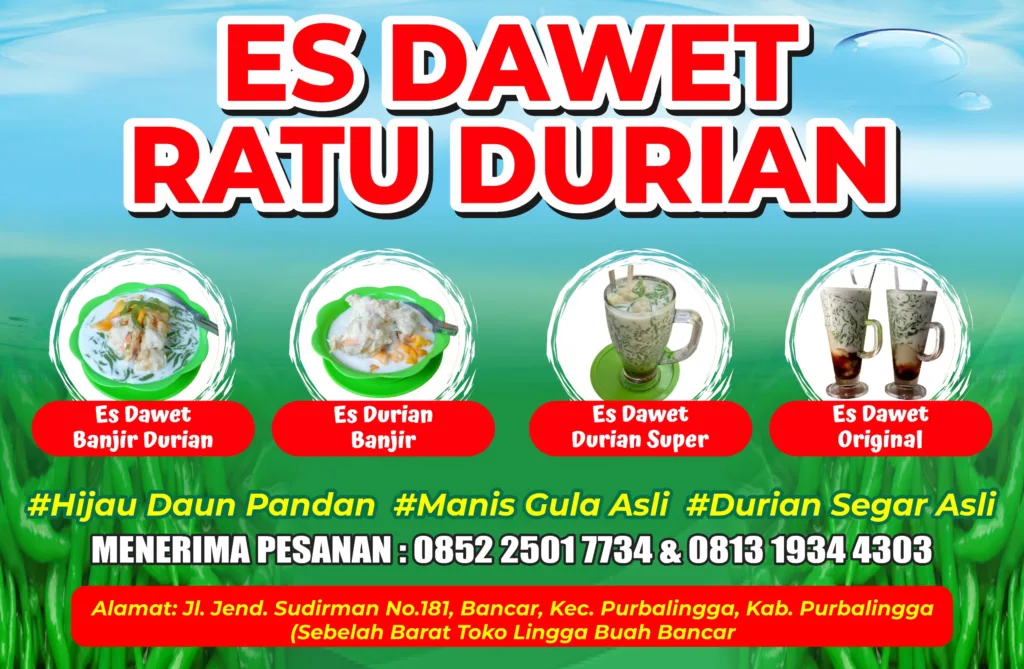 ES DAWET
RATU DURIAN
Es Dawet
Banjir Durian
Es Durian
Banjir
Es Dawet
Durian Super
Es Dawet
Original
#Hijau Daun Pandan #Manis Gula Asli #Durian Segar Asli
MENERIMA PESANAN : 0852 2501 7734 & 0813 1934 4303
Alamat: Jl. Jend. Sudirman No.181, Bancar, Kec. Purbalingga, Kab. Purbalingga
(Sebelah Barat Toko Lingga Buah Bancar